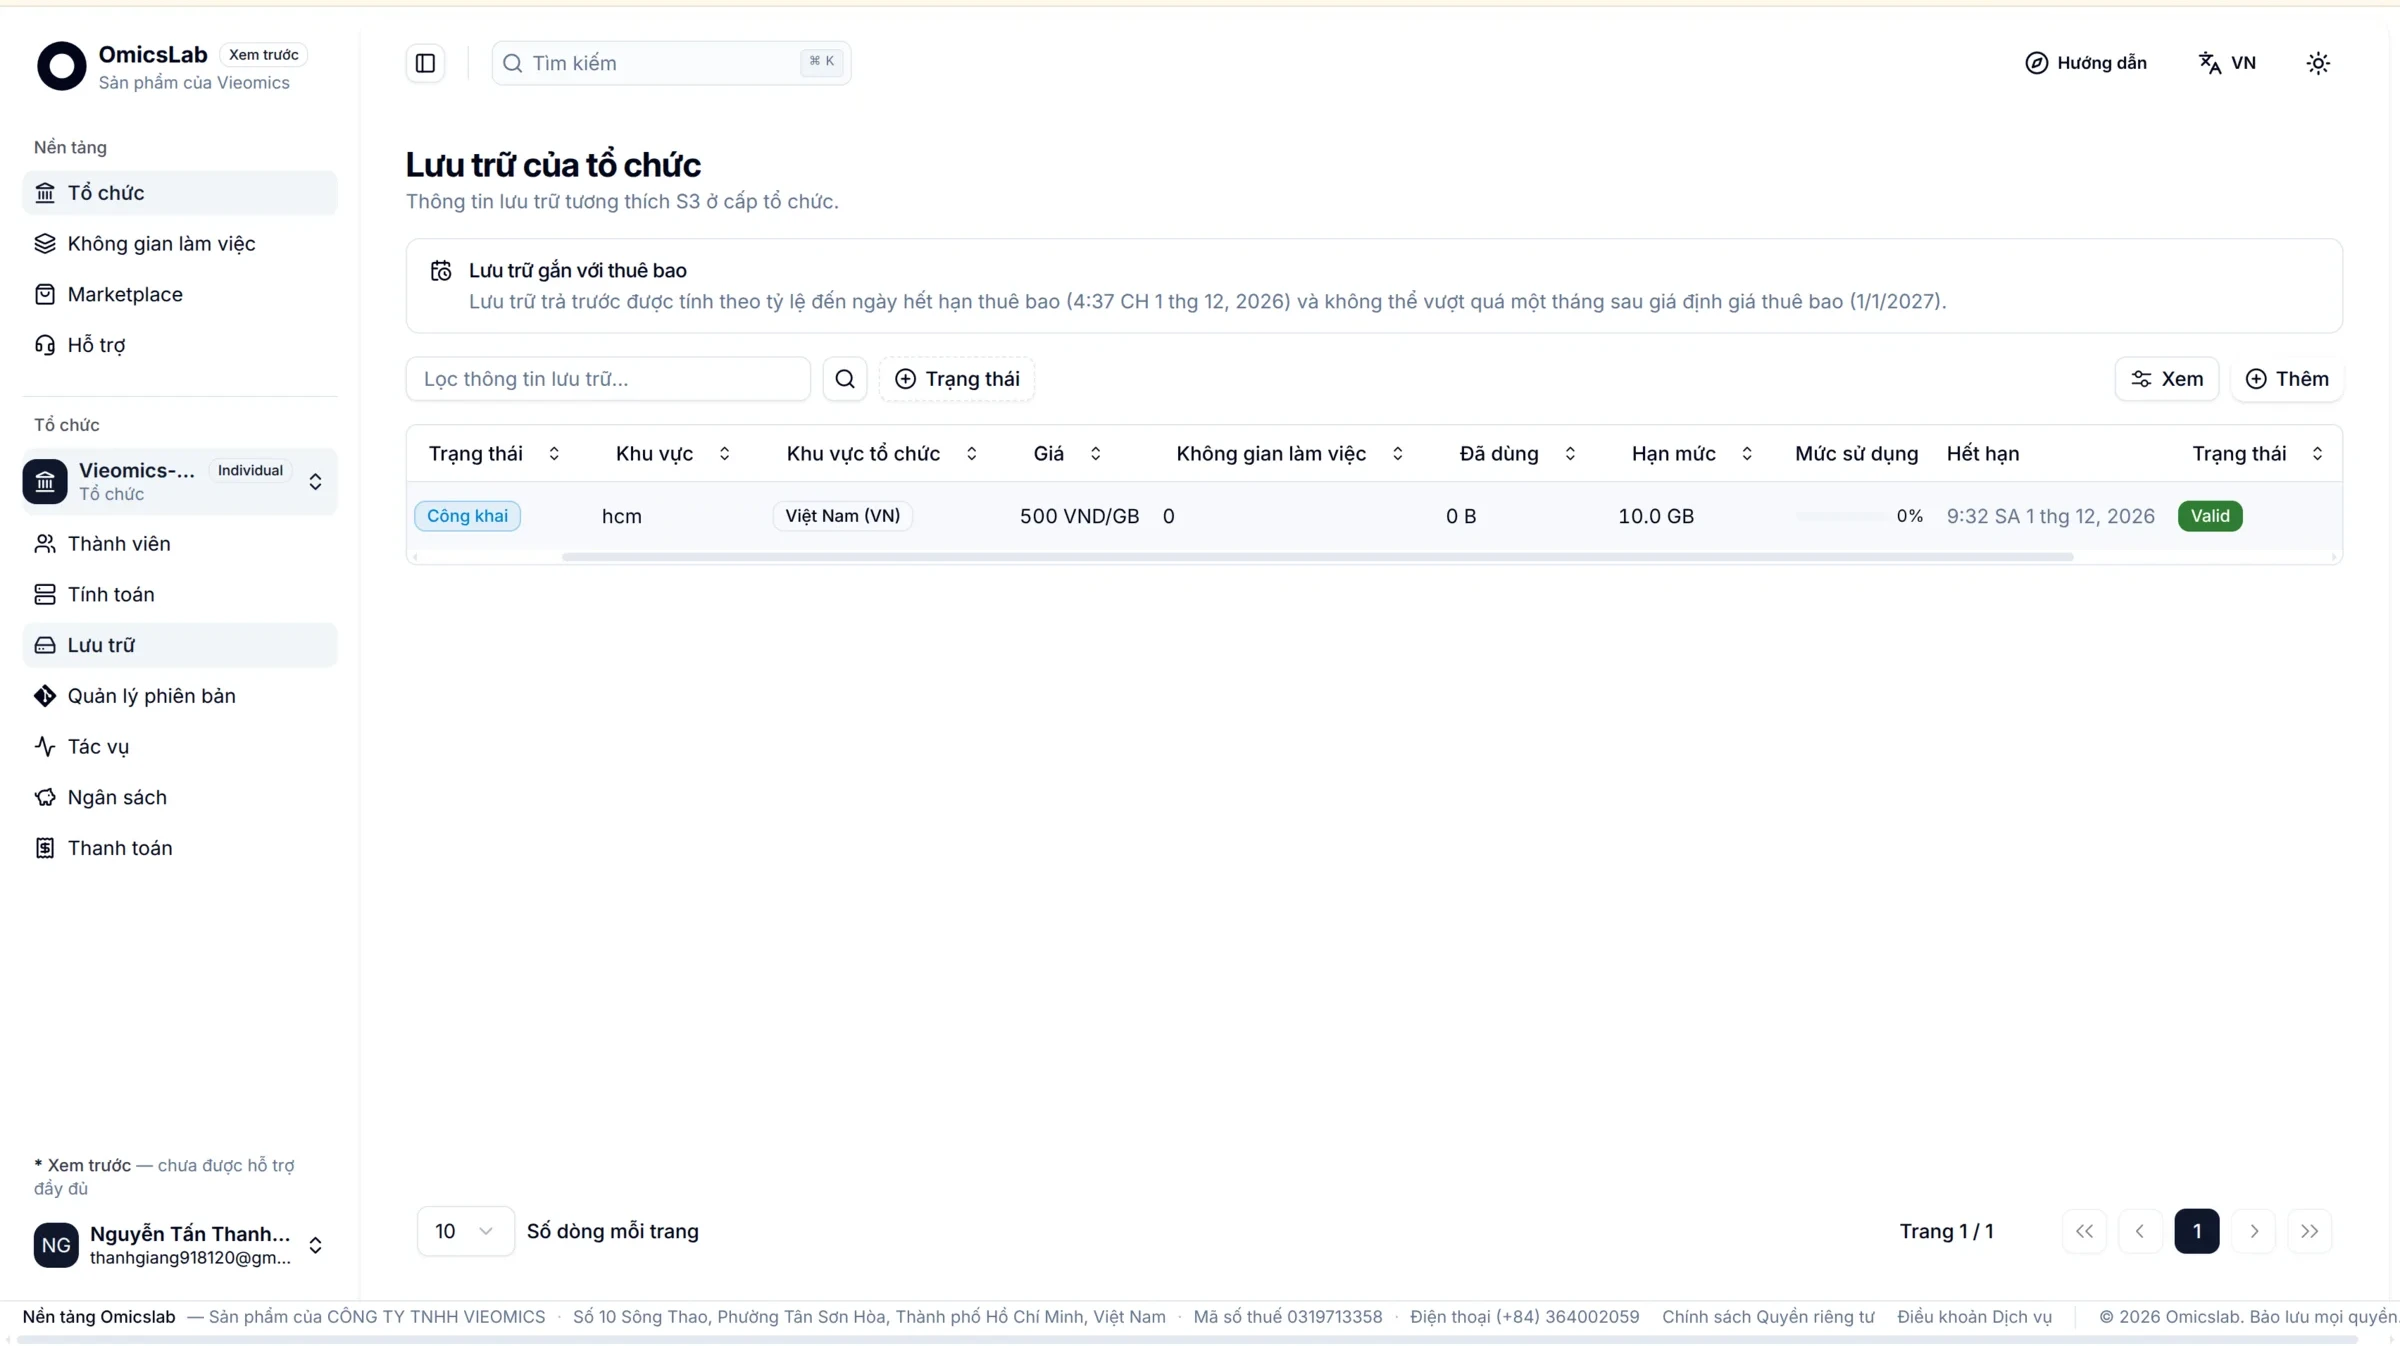 OmicsLab Xem trước
Sản phẩm của Vieomics
Tìm kiếm ⌘ K
Hướng dẫn
VN
Nền tảng
Tổ chức
Không gian làm việc
Marketplace
Hỗ trợ
Tổ chức
Vieomics-... Individual
Tổ chức
Thành viên
Tính toán
Lưu trữ
Quản lý phiên bản
Tác vụ
Ngân sách
Thanh toán
* Xem trước — chưa được hỗ trợ
đầy đủ
NG
Nguyễn Tấn Thanh...
thanhgiang918120@gm...
Lưu trữ của tổ chức
Thông tin lưu trữ tương thích S3 ở cấp tổ chức.
Lưu trữ gắn với thuê bao
Lưu trữ trả trước được tính theo tỷ lệ đến ngày hết hạn thuê bao (4:37 CH 1 thg 12, 2026) và không thể vượt quá một tháng sau giá định giá thuê bao (1/1/2027).
Lọc thông tin lưu trữ...
Trạng thái
Xem
Thêm
Trạng thái Khu vực Khu vực tổ chức Giá Không gian làm việc Đã dùng Hạn mức Mức sử dụng Hết hạn Trạng thái
Công khai hcm Việt Nam (VN) 500 VND/GB 0 0 B 10.0 GB 0% 9:32 SA 1 thg 12, 2026 Valid
10 Số dòng mỗi trang
Trang 1 / 1
1
Nền tảng Omicslab — Sản phẩm của CÔNG TY TNHH VIEOMICS · Số 10 Sông Thao, Phường Tân Sơn Hòa, Thành phố Hồ Chí Minh, Việt Nam · Mã số thuế 0319713358 · Điện thoại (+84) 364002059 Chính sách Quyền riêng tư Điều khoản Dịch vụ © 2026 Omicslab. Bảo lưu mọi quyền.